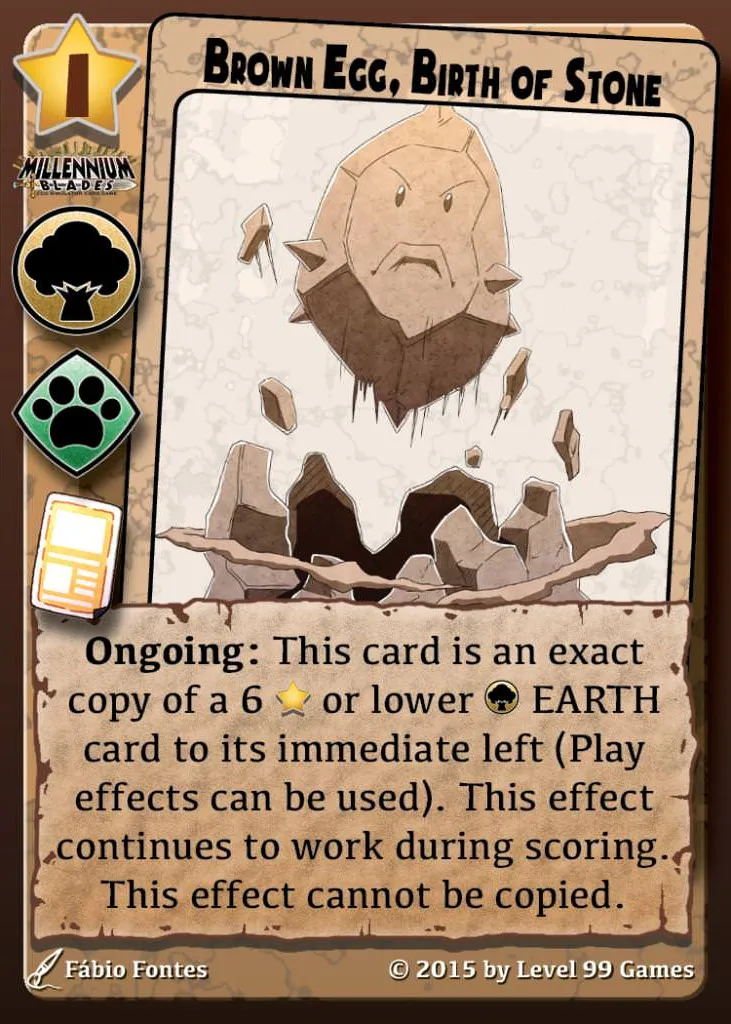 Brown Egg, Birth of Stone
1
MILLENNIUM
BLADES
Ongoing: This card is an exact
copy of a 6 or lower EARTH
card to its immediate left (Play
effects can be used). This effect
continues to work during scoring.
This effect cannot be copied.
Fábio Fontes
© 2015 by Level 99 Games